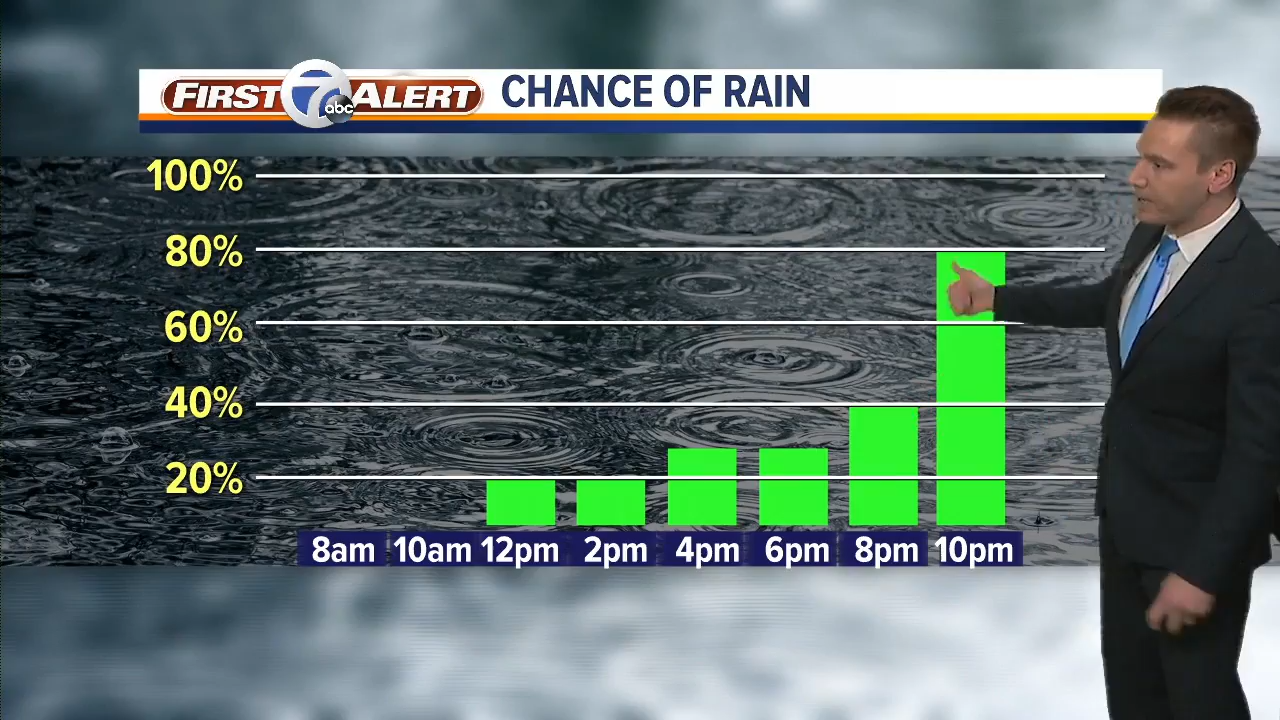 FIRST 7 abc ALERT CHANCE OF RAIN
100%
80%
60%
40%
20%
8am 10am 12pm 2pm 4pm 6pm 8pm 10pm